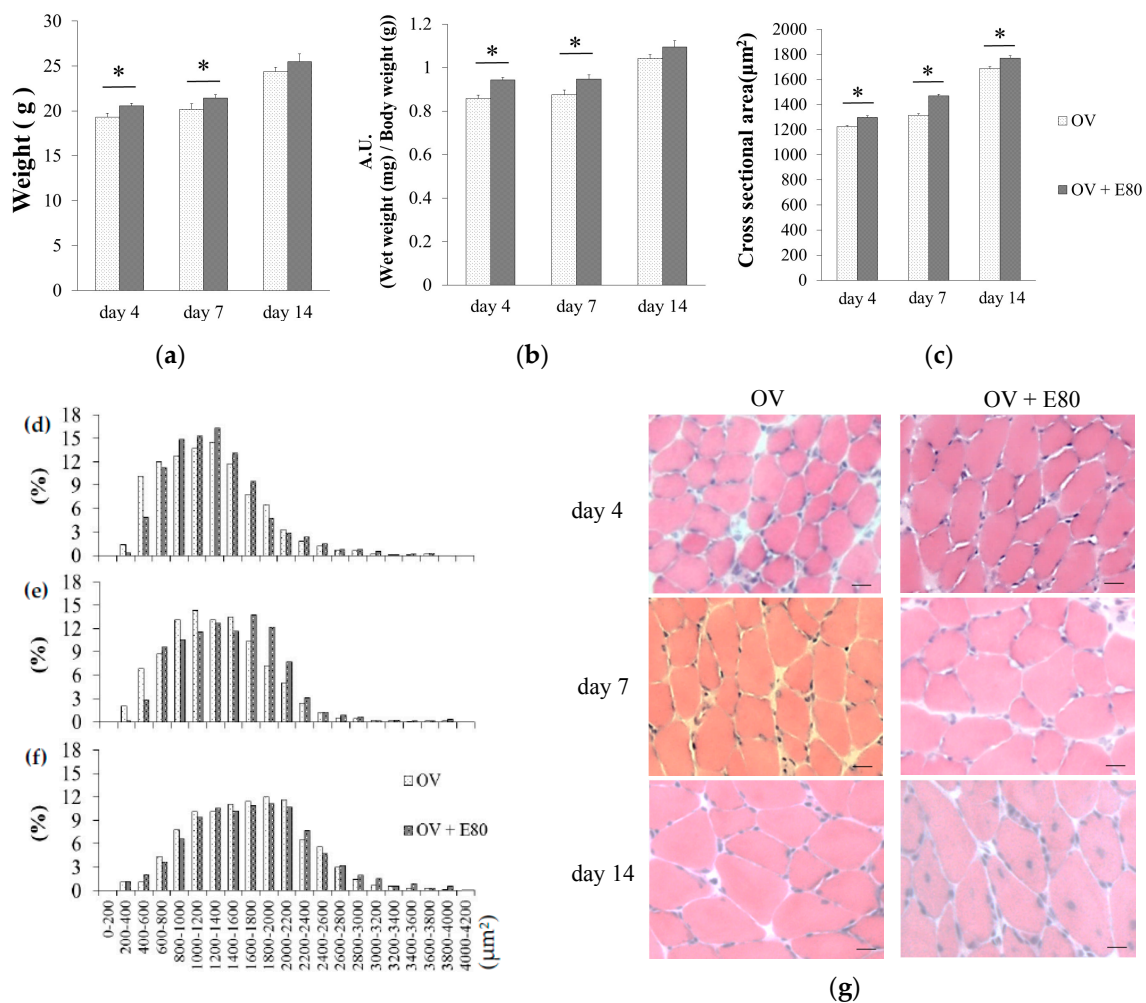 30
25
20
15
10
5
0
Weight ( g )
*
*
day 4
day 7
day 14
(a)
1.2
1
0.8
0.6
0.4
0.2
0
A.U.
(Wet weight (mg) / Body weight (g))
*
*
day 4
day 7
day 14
(b)
2000
1800
1600
1400
1200
1000
800
600
400
200
0
Cross sectional area(µm²)
*
*
*
day 4
day 7
day 14
OV
OV + E80
(c)
(d)
18
15
12
9
6
3
0
(%)
(e)
18
15
12
9
6
3
0
(%)
(f)
18
15
12
9
6
3
0
(%)
OV
OV + E80
0-200
200-400
400-600
600-800
800-1000
1000-1200
1200-1400
1400-1600
1600-1800
1800-2000
2000-2200
2200-2400
2400-2600
2600-2800
2800-3000
3000-3200
3200-3400
3400-3600
3600-3800
3800-4000
4000-4200
(µm²)
OV
OV + E80
day 4
day 7
day 14
(g)